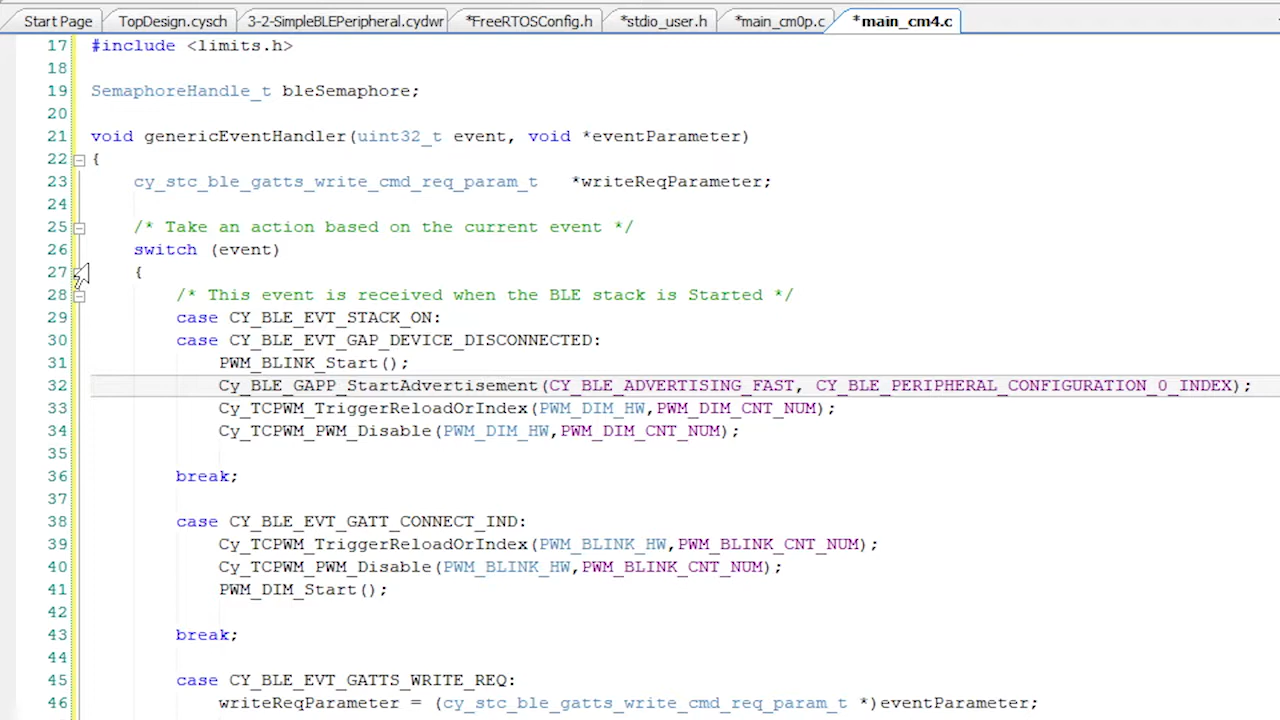 Start Page TopDesign.cysch 3-2-SimpleBLEPeripheral.cydwr *FreeRTOSConfig.h *stdio_user.h *main_cm0p.c *main_cm4.c
17 #include <limits.h>
18
19 SemaphoreHandle_t bleSemaphore;
20
21 void genericEventHandler(uint32_t event, void *eventParameter)
22 {
23 cy_stc_ble_gatts_write_cmd_req_param_t *writeReqParameter;
24
25 /* Take an action based on the current event */
26 switch (event)
27 {
28 /* This event is received when the BLE stack is Started */
29 case CY_BLE_EVT_STACK_ON:
30 case CY_BLE_EVT_GAP_DEVICE_DISCONNECTED:
31 PWM_BLINK_Start();
32 Cy_BLE_GAPP_StartAdvertisement(CY_BLE_ADVERTISING_FAST, CY_BLE_PERIPHERAL_CONFIGURATION_0_INDEX);
33 Cy_TCPWM_TriggerReloadOrIndex(PWM_DIM_HW,PWM_DIM_CNT_NUM);
34 Cy_TCPWM_PWM_Disable(PWM_DIM_HW,PWM_DIM_CNT_NUM);
35
36 break;
37
38 case CY_BLE_EVT_GATT_CONNECT_IND:
39 Cy_TCPWM_TriggerReloadOrIndex(PWM_BLINK_HW,PWM_BLINK_CNT_NUM);
40 Cy_TCPWM_PWM_Disable(PWM_BLINK_HW,PWM_BLINK_CNT_NUM);
41 PWM_DIM_Start();
42
43 break;
44
45 case CY_BLE_EVT_GATTS_WRITE_REQ:
46 writeReqParameter = (cy_stc_ble_gatts_write_cmd_req_param_t *)eventParameter;